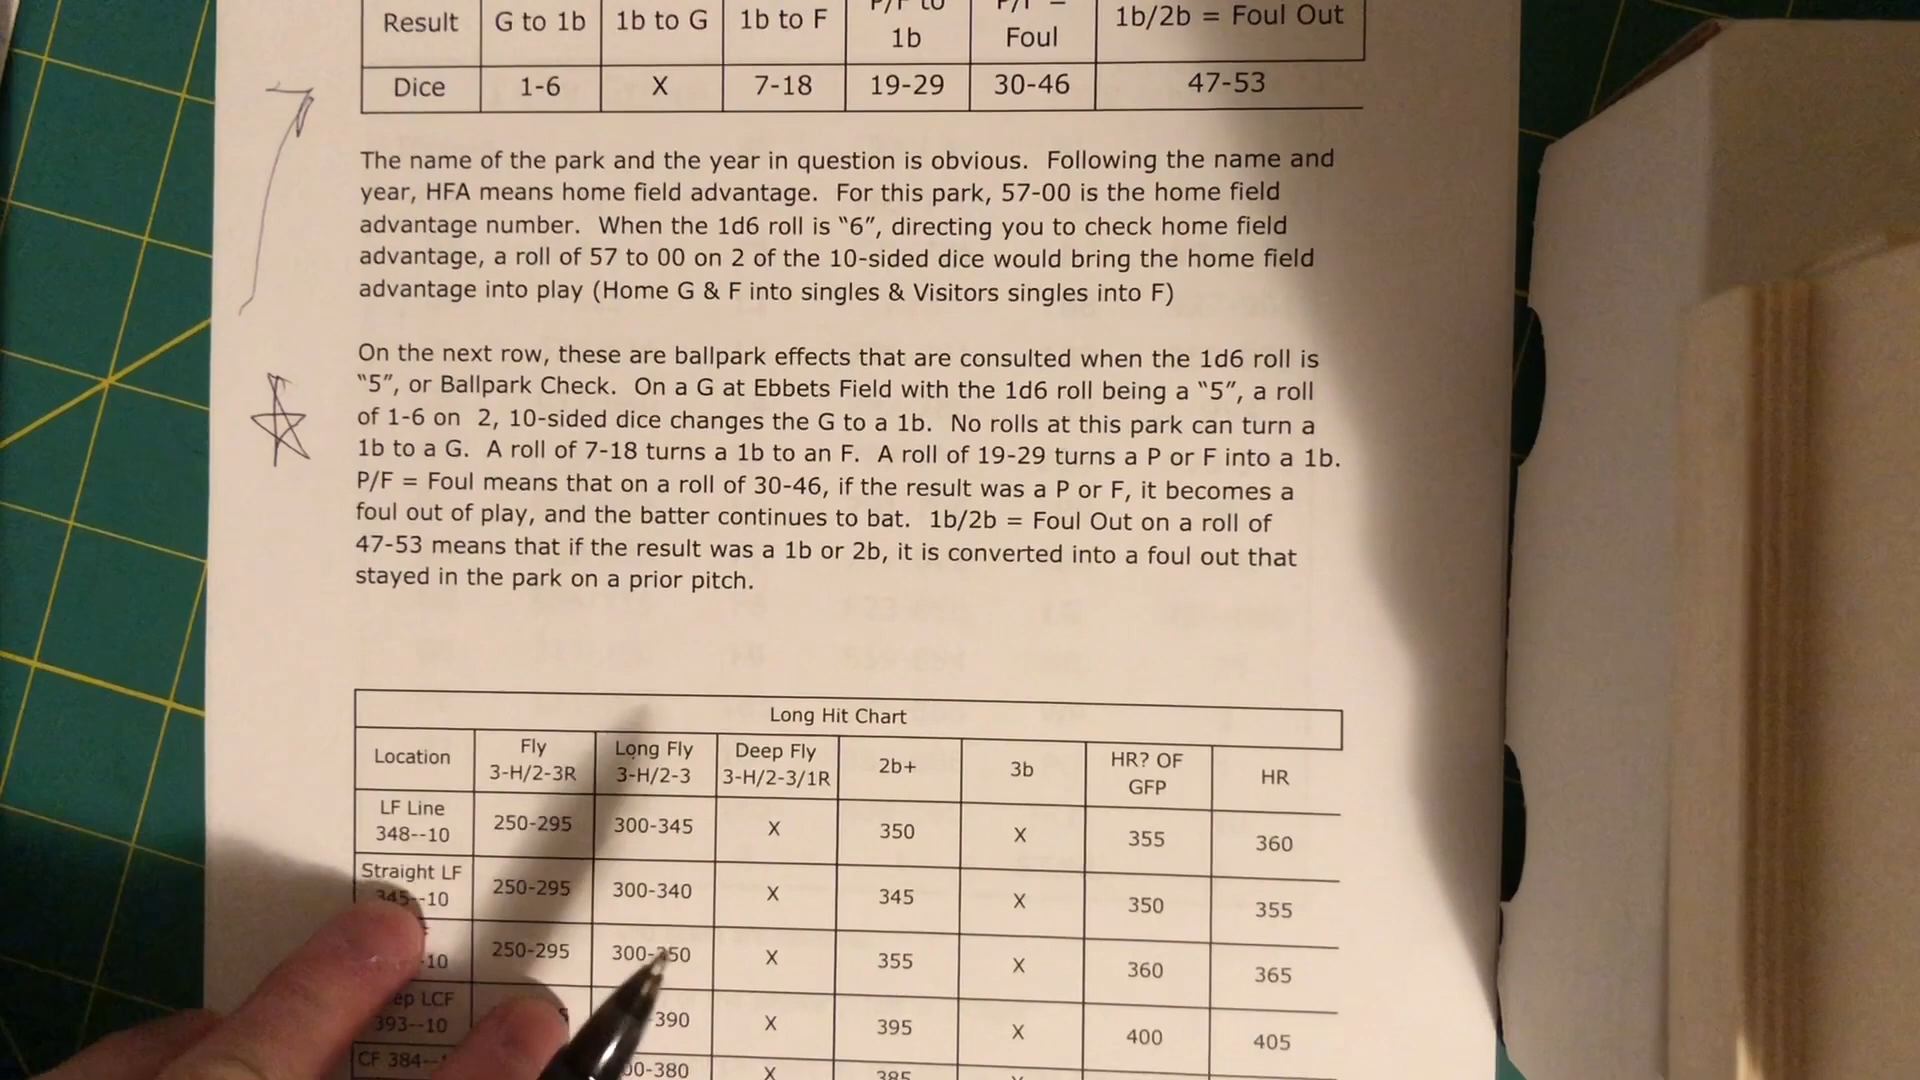 Result G to 1b 1b to G 1b to F P/F to 1b P/F = Foul 1b/2b = Foul Out
Dice 1-6 X 7-18 19-29 30-46 47-53
The name of the park and the year in question is obvious. Following the name and
year, HFA means home field advantage. For this park, 57-00 is the home field
advantage number. When the 1d6 roll is "6", directing you to check home field
advantage, a roll of 57 to 00 on 2 of the 10-sided dice would bring the home field
advantage into play (Home G & F into singles & Visitors singles into F)
On the next row, these are ballpark effects that are consulted when the 1d6 roll is
"5", or Ballpark Check. On a G at Ebbets Field with the 1d6 roll being a "5", a roll
of 1-6 on 2, 10-sided dice changes the G to a 1b. No rolls at this park can turn a
1b to a G. A roll of 7-18 turns a 1b to an F. A roll of 19-29 turns a P or F into a 1b.
P/F = Foul means that on a roll of 30-46, if the result was a P or F, it becomes a
foul out of play, and the batter continues to bat. 1b/2b = Foul Out on a roll of
47-53 means that if the result was a 1b or 2b, it is converted into a foul out that
stayed in the park on a prior pitch.
Long Hit Chart
Location Fly 3-H/2-3R Long Fly 3-H/2-3 Deep Fly 3-H/2-3/1R 2b+ 3b HR? OF GFP HR
LF Line 348--10 250-295 300-345 X 350 X 355 360
Straight LF 345--10 250-295 300-340 X 345 X 350 355
-10 250-295 300-350 X 355 X 360 365
LCF 393--10 -390 X 395 X 400 405
CF 384-- X 385